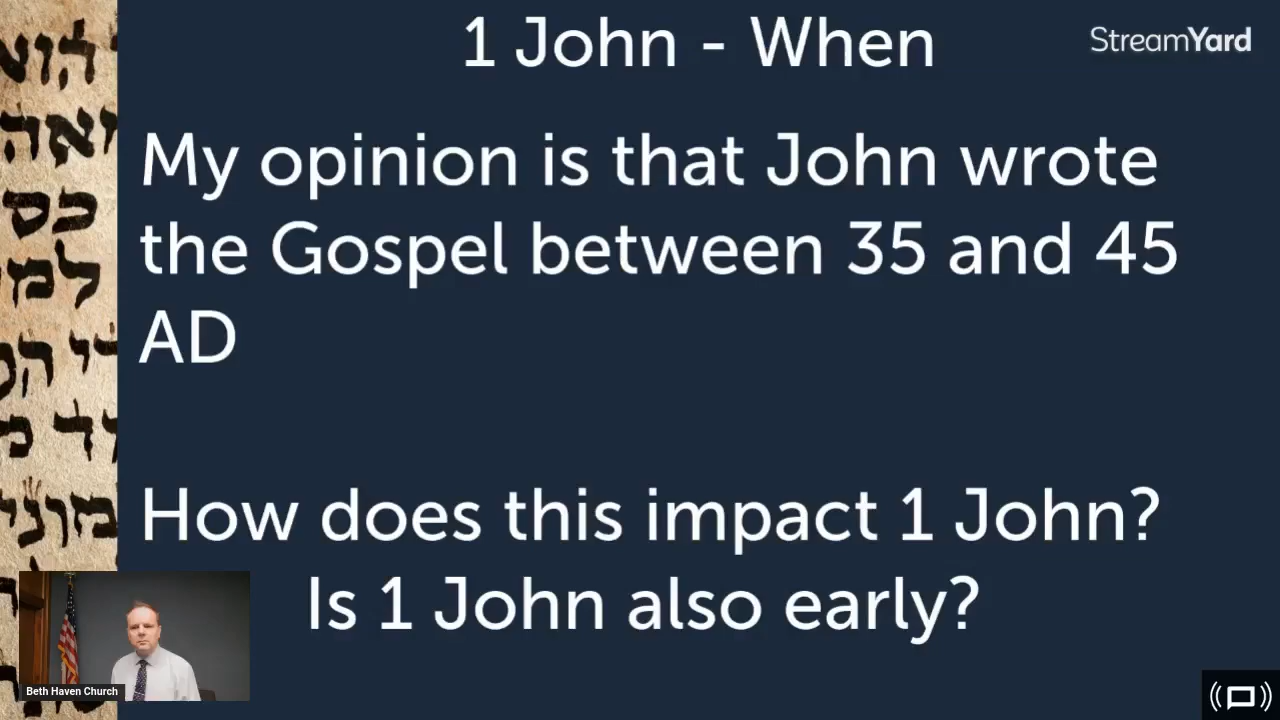 1 John - When
StreamYard
My opinion is that John wrote
the Gospel between 35 and 45
AD
How does this impact 1 John?
Is 1 John also early?
Beth Haven Church